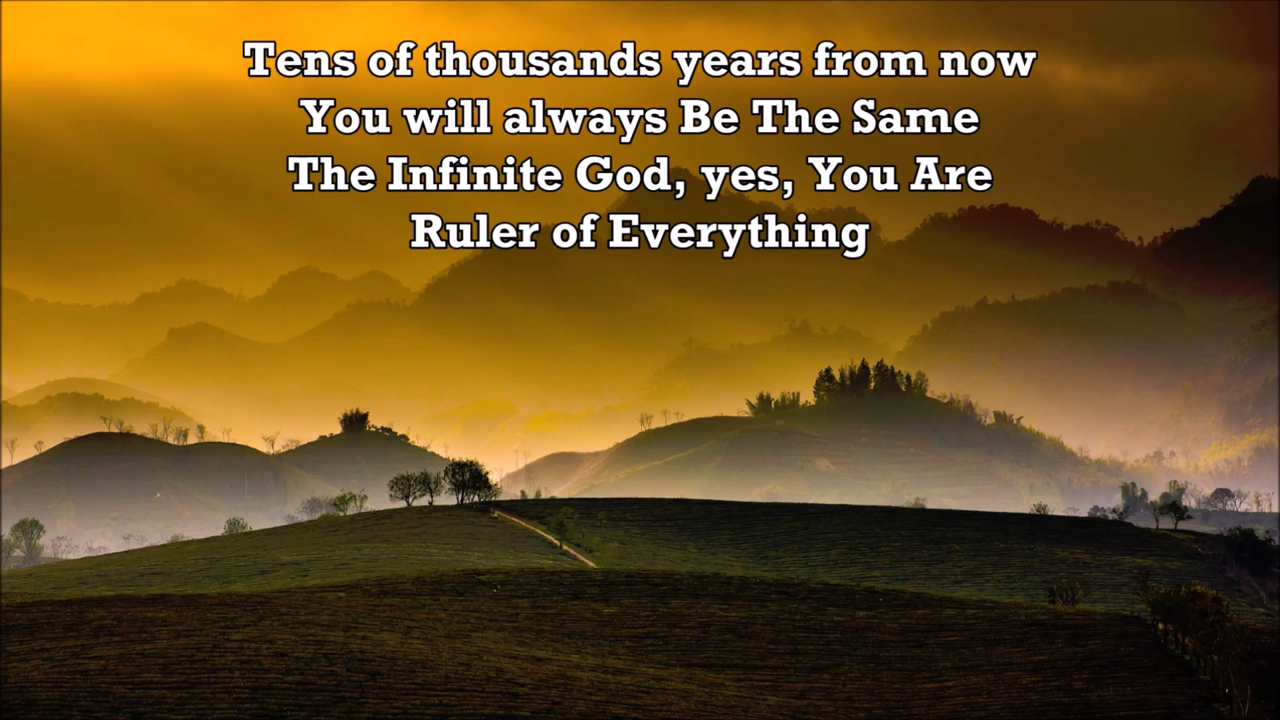 Tens of thousands years from now
You will always Be The Same
The Infinite God, yes, You Are
Ruler of Everything